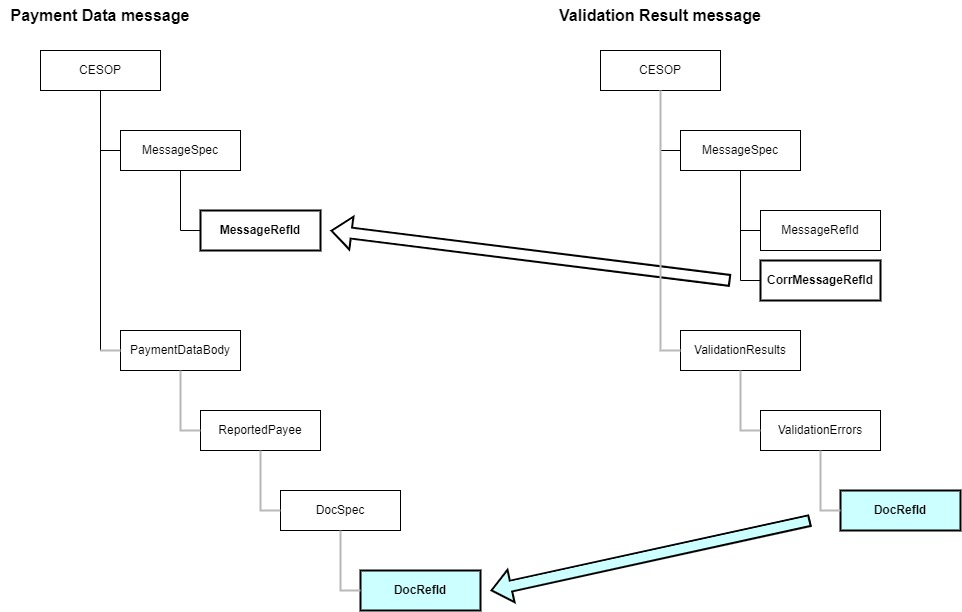 Payment Data message
Validation Result message
CESOP
CESOP
MessageSpec
MessageSpec
MessageRefId
MessageRefId
CorrMessageRefId
PaymentDataBody
ValidationResults
ReportedPayee
ValidationErrors
DocSpec
DocRefId
DocRefId